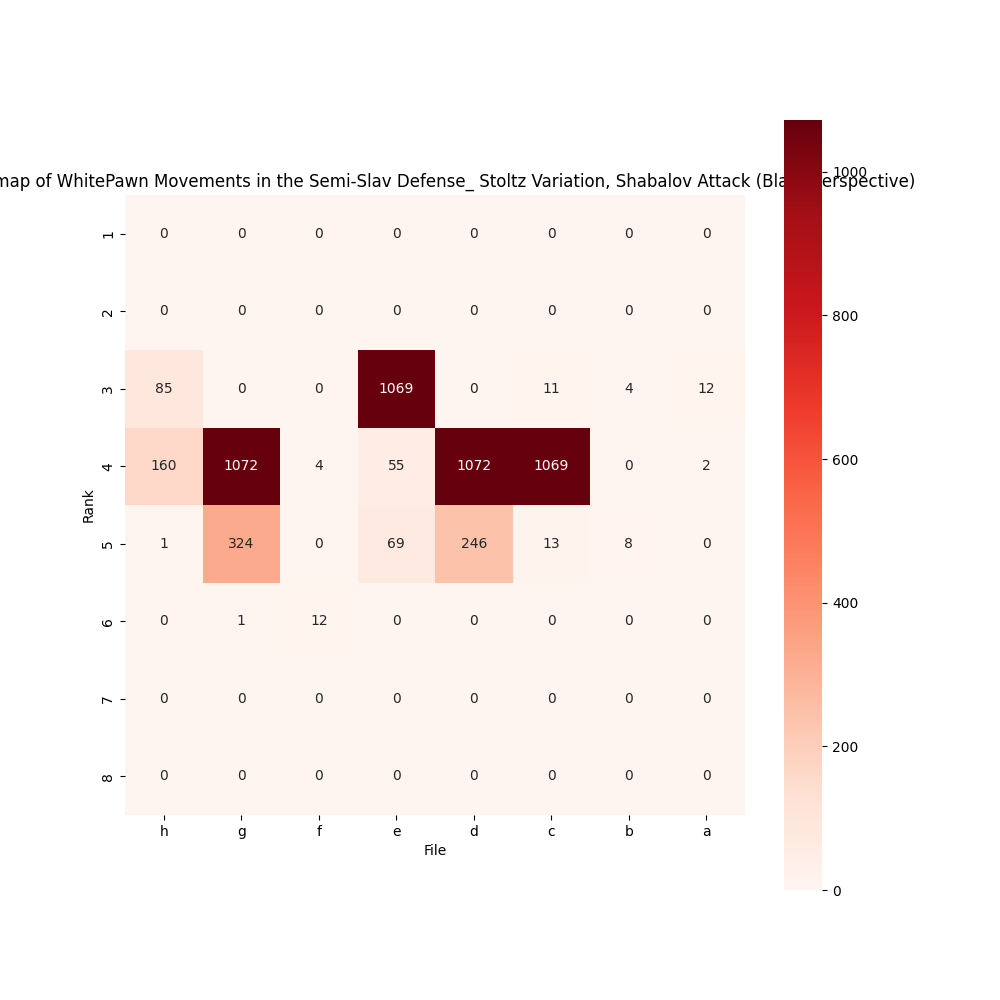 map of WhitePawn Movements in the Semi-Slav Defense_ Stoltz Variation, Shabalov Attack (Bla erspective)
1000
1 0 0 0 0 0 0 0 0
2 0 0 0 0 0 0 0 0
800
3 85 0 0 1069 0 11 4 12
600
4 160 1072 4 55 1072 1069 0 2
Rank
5 1 324 0 69 246 13 8 0
400
6 0 1 12 0 0 0 0 0
7 0 0 0 0 0 0 0 0
200
8 0 0 0 0 0 0 0 0
h g f e d c b a
File
0